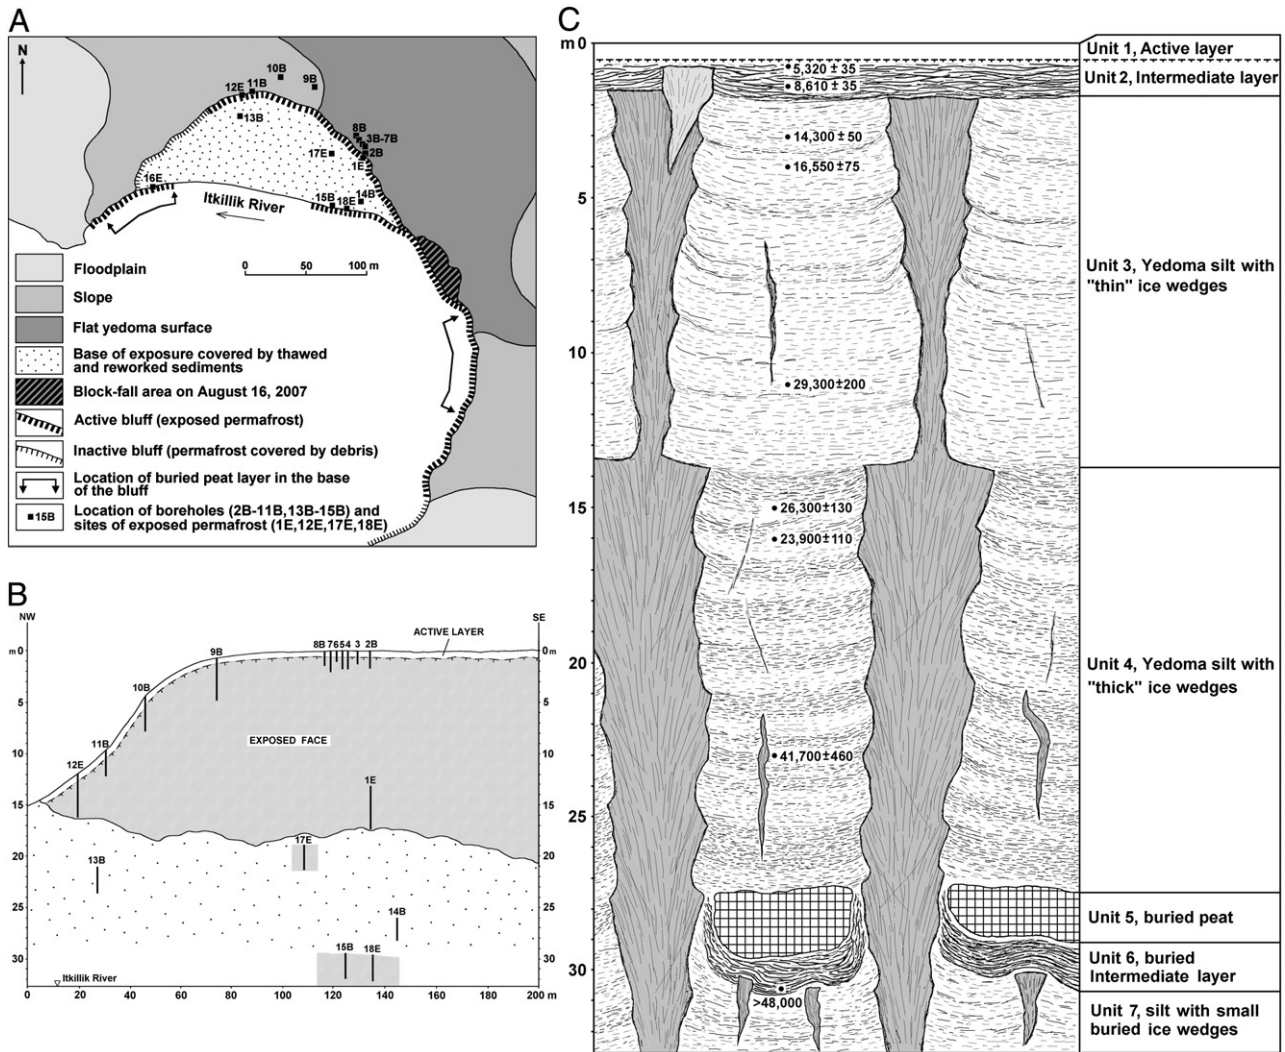 A
N
10B
9B
11B
12E
13B
8B
3B-7B
17E
2B
1E
16E
14B
15B
18E
Itkillik River
0 50 100 m
Floodplain
Slope
Flat yedoma surface
Base of exposure covered by thawed
and reworked sediments
Block-fall area on August 16, 2007
Active bluff (exposed permafrost)
Inactive bluff (permafrost covered by debris)
Location of buried peat layer in the base
of the bluff
15B
Location of boreholes (2B-11B,13B-15B) and
sites of exposed permafrost (1E,12E,17E,18E)
B
NW
SE
m 0
0 m
ACTIVE LAYER
9B
8B 7 6 5 4 3 2B
10B
5
5
EXPOSED FACE
11B
10
10
12E
1E
15
15
17E
20
20
13B
25
25
14B
15B
18E
30
30
Itkillik River
0 20 40 60 80 100 120 140 160 180 200 m
C
m 0
5
10
15
20
25
30
5,320 ± 35
8,610 ± 35
14,300 ± 50
16,550 ± 75
29,300 ± 200
26,300 ± 130
23,900 ± 110
41,700 ± 460
>48,000
Unit 1, Active layer
Unit 2, Intermediate layer
Unit 3, Yedoma silt with
"thin" ice wedges
Unit 4, Yedoma silt with
"thick" ice wedges
Unit 5, buried peat
Unit 6, buried
Intermediate layer
Unit 7, silt with small
buried ice wedges